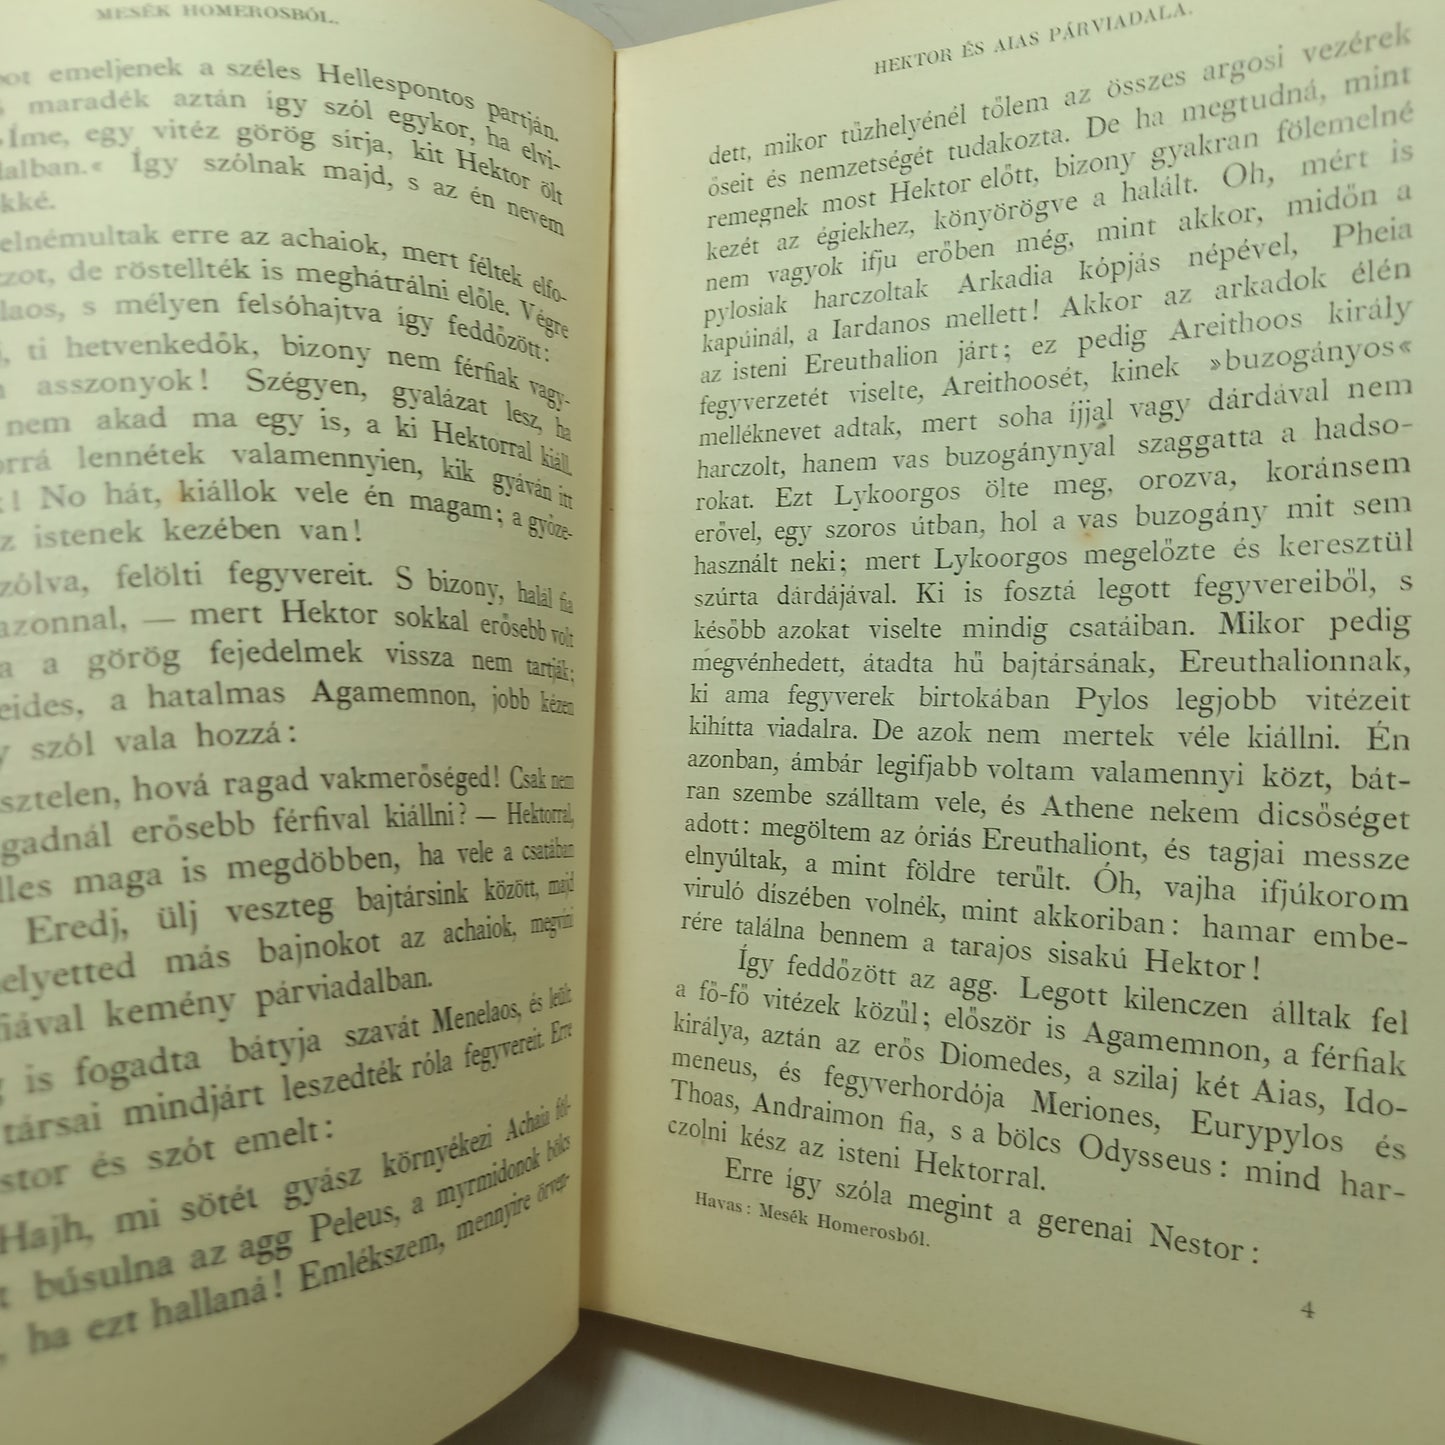 MESÉK HOMEROSBÓL.
emeljenek a széles Hellespontos partján.
maradék aztán így szól egykor, ha elvi-
»Íme, egy vitéz görög sírja, kit Hektor ölt
Így szólnak majd, s az én nevem
kké.
elnémultak erre az achaiok, mert féltek elfo-
de röstellték is meghátrálni előle. Végre
laos, s mélyen felsóhajtva így feddőzött:
ti hetvenkedők, bizony nem férfiak vagy-
asszonyok! Szégyen, gyalázat lesz, ha
nem akad ma egy is, a ki Hektorral kiáll.
orrá lennétek valamennyien, kik gyáván itt
No hát, kiállok vele én magam; a győze-
z istenek kezében van!
zólva, felölti fegyvereit. S bizony, halál fia
azonnal, — mert Hektor sokkal erősebb volt
a a görög fejedelmek vissza nem tartják;
eides, a hatalmas Agamemnon, jobb kézen
y szól vala hozzá:
sztelen, hová ragad vakmerőséged! Csak nem
gadnál erősebb férfival kiállni? — Hektorral,
lles maga is megdöbben, ha vele a csatában
Eredj, ülj veszteg bajtársink között, majd
elyetted más bajnokot az achaiok, megvíni
fiával kemény párviadalban.
g is fogadta bátyja szavát Menelaos, és leült
társai mindjárt leszedték róla fegyvereit. Erre
stor és szót emelt:
Hajh, mi sötét gyász környékezi Achaia föl-
t búsulna az agg Peleus, a myrmidonok bölcs
ha ezt hallaná! Emlékszem, mennyire örven-
HEKTOR ÉS AIAS PÁRVIADALA.
dett, mikor tűzhelyénél tőlem az összes argosi vezérek
őseit és nemzetségét tudakozta. De ha megtudná, mint
remegnek most Hektor előtt, bizony gyakran fölemelné
kezét az égiekhez, könyörögve a halált. Oh, mért is
nem vagyok ifju erőben még, mint akkor, midőn a
pylosiak harczoltak Arkadia kópjás népével, Pheia
kapúinál, a Iardanos mellett! Akkor az arkadok élén
az isteni Ereuthalion járt; ez pedig Areithoos király
fegyverzetét viselte, Areithoosét, kinek »buzogányos«
melléknevet adtak, mert soha íjjal vagy dárdával nem
harczolt, hanem vas buzogánynyal szaggatta a hadso-
rokat. Ezt Lykoorgos ölte meg, orozva, koránsem
erővel, egy szoros útban, hol a vas buzogány mit sem
használt neki; mert Lykoorgos megelőzte és keresztül
szúrta dárdájával. Ki is fosztá legott fegyvereiből, s
később azokat viselte mindig csatáiban. Mikor pedig
megvénhedett, átadta hű bajtársának, Ereuthalionnak,
ki ama fegyverek birtokában Pylos legjobb vitézeit
kihítta viadalra. De azok nem mertek véle kiállni. Én
azonban, ámbár legifjabb voltam valamennyi közt, bát-
ran szembe szálltam vele, és Athene nekem dicsőséget
adott: megöltem az óriás Ereuthaliont, és tagjai messze
elnyúltak, a mint földre terűlt. Óh, vajha ifjúkorom
viruló díszében volnék, mint akkoriban: hamar embe-
rére találna bennem a tarajos sisakú Hektor!
Így feddőzött az agg. Legott kilenczen álltak fel
a fő-fő vitézek közűl; először is Agamemnon, a férfiak
királya, aztán az erős Diomedes, a szilaj két Aias, Ido-
meneus, és fegyverhordója Meriones, Eurypylos és
Thoas, Andraimon fia, s a bölcs Odysseus: mind har-
czolni kész az isteni Hektorral.
Erre így szóla megint a gerenai Nestor:
Havas: Mesék Homerosból.
4